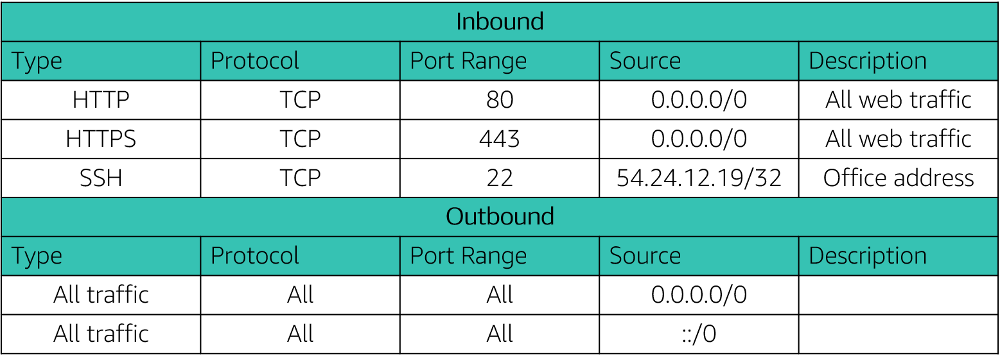 Inbound
Type Protocol Port Range Source Description
HTTP TCP 80 0.0.0.0/0 All web traffic
HTTPS TCP 443 0.0.0.0/0 All web traffic
SSH TCP 22 54.24.12.19/32 Office address
Outbound
Type Protocol Port Range Source Description
All traffic All All 0.0.0.0/0
All traffic All All ::/0